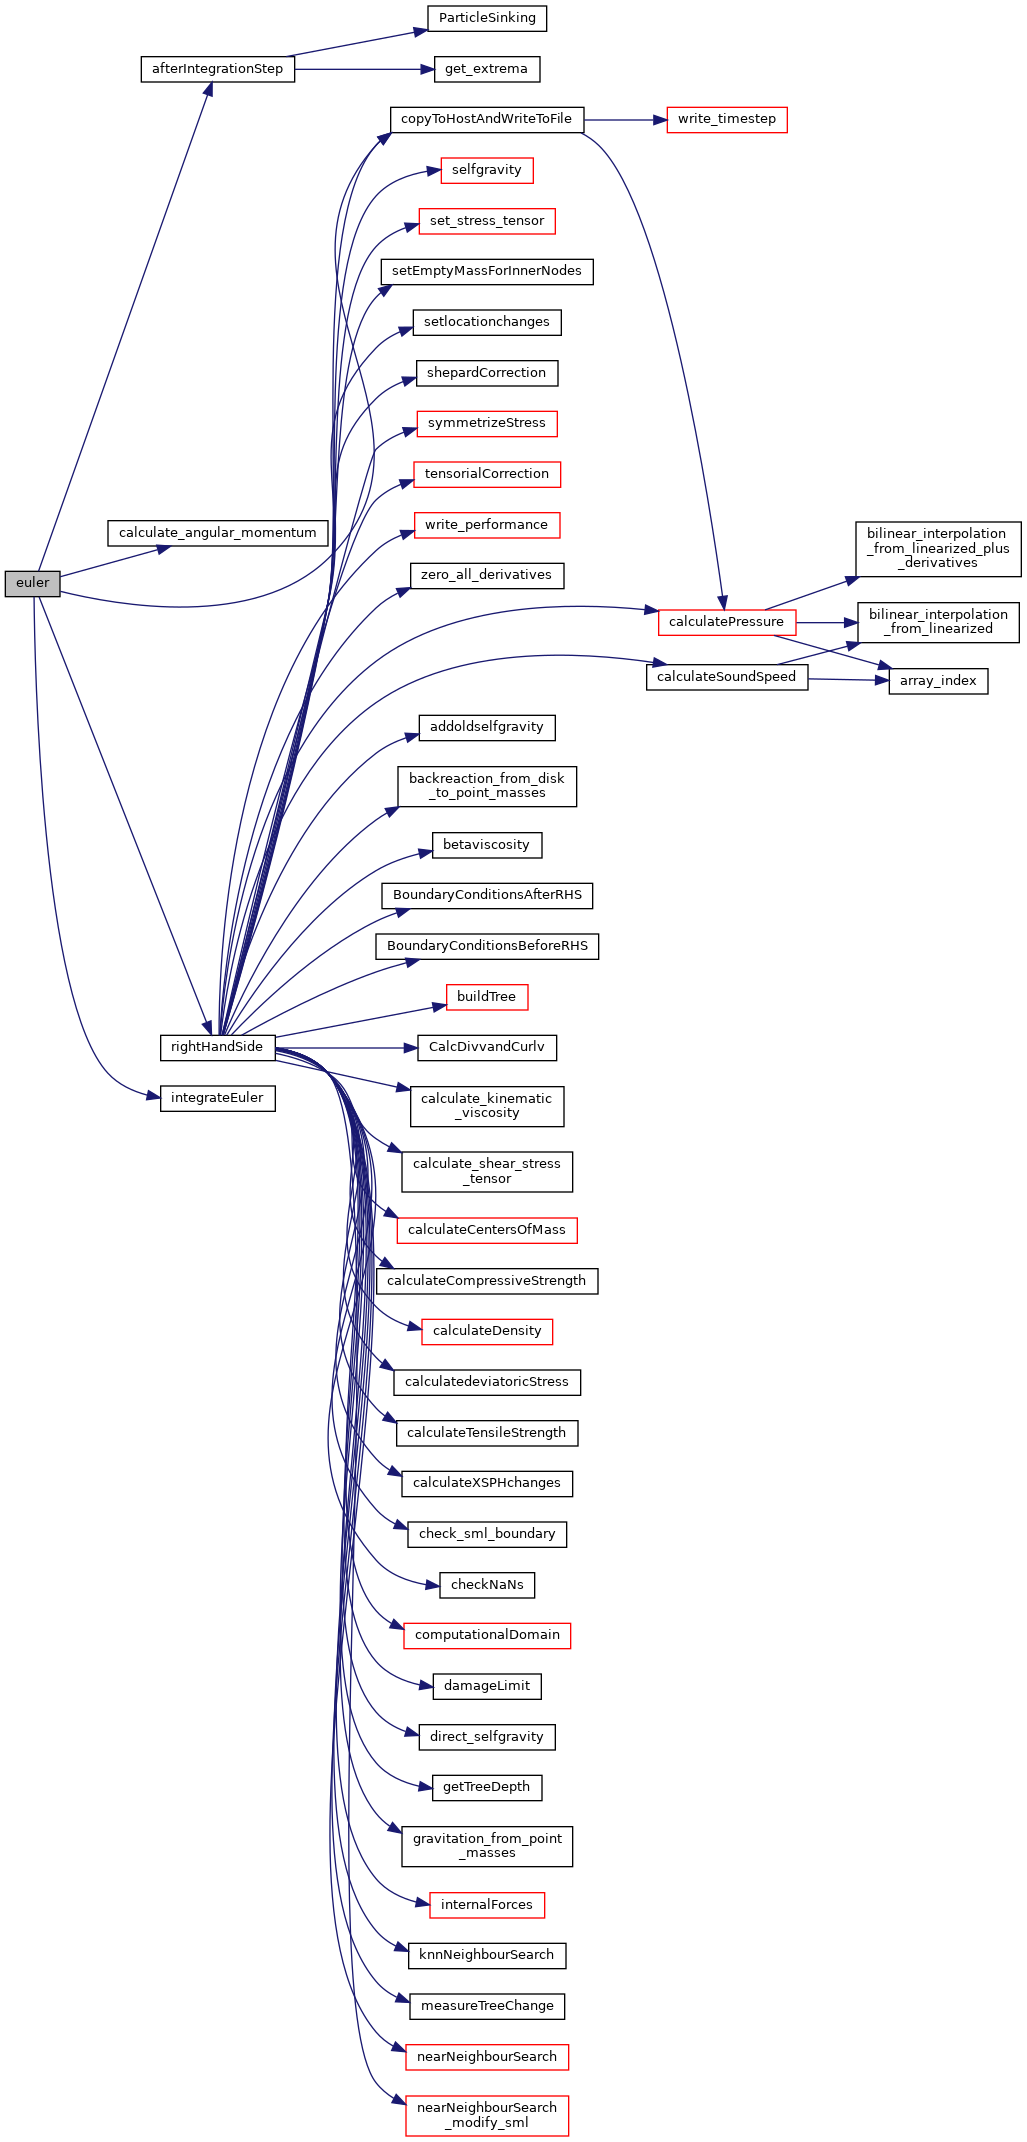 ParticleSinking
afterIntegrationStep
get_extrema
copyToHostAndWriteToFile
write_timestep
selfgravity
set_stress_tensor
setEmptyMassForInnerNodes
setlocationchanges
shepardCorrection
symmetrizeStress
tensorialCorrection
write_performance
calculate_angular_momentum
bilinear_interpolation
_from_linearized_plus
_derivatives
zero_all_derivatives
euler
bilinear_interpolation
_from_linearized
calculatePressure
calculateSoundSpeed
array_index
addoldselfgravity
backreaction_from_disk
_to_point_masses
betaviscosity
BoundaryConditionsAfterRHS
BoundaryConditionsBeforeRHS
buildTree
rightHandSide
CalcDivvandCurlv
integrateEuler
calculate_kinematic
_viscosity
calculate_shear_stress
_tensor
calculateCentersOfMass
calculateCompressiveStrength
calculateDensity
calculatedeviatoricStress
calculateTensileStrength
calculateXSPHchanges
check_sml_boundary
checkNaNs
computationalDomain
damageLimit
direct_selfgravity
getTreeDepth
gravitation_from_point
_masses
internalForces
knnNeighbourSearch
measureTreeChange
nearNeighbourSearch
nearNeighbourSearch
_modify_sml